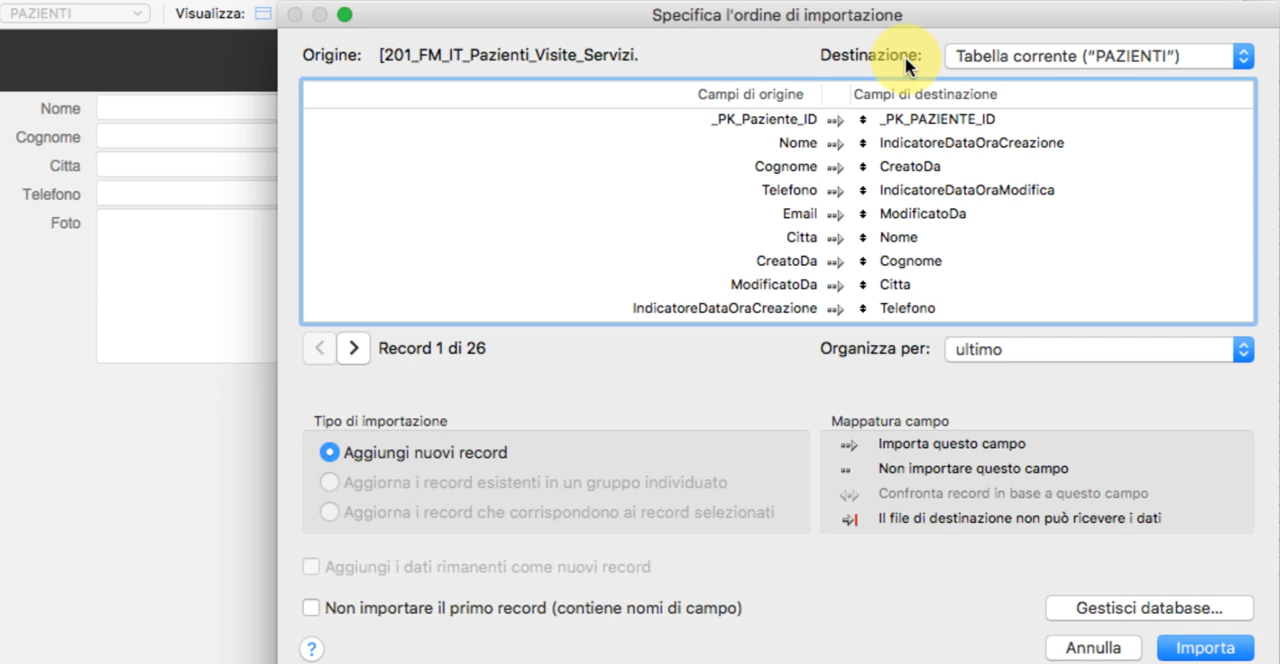 PAZIENTI
Visualizza:
Specifica l'ordine di importazione
Origine: [201_FM_IT_Pazienti_Visite_Servizi.
Destinazione: Tabella corrente ("PAZIENTI")
Nome
Cognome
Citta
Telefono
Foto
Campi di origine Campi di destinazione
_PK_Paziente_ID _PK_PAZIENTE_ID
Nome IndicatoreDataOraCreazione
Cognome CreatoDa
Telefono IndicatoreDataOraModifica
Email ModificatoDa
Citta Nome
CreatoDa Cognome
ModificatoDa Citta
IndicatoreDataOraCreazione Telefono
Record 1 di 26
Organizza per: ultimo
Tipo di importazione
Aggiungi nuovi record
Aggiorna i record esistenti in un gruppo individuato
Aggiorna i record che corrispondono ai record selezionati
Mappatura campo
Importa questo campo
Non importare questo campo
Confronta record in base a questo campo
Il file di destinazione non può ricevere i dati
Aggiungi i dati rimanenti come nuovi record
Non importare il primo record (contiene nomi di campo)
Gestisci database...
?
Annulla
Importa